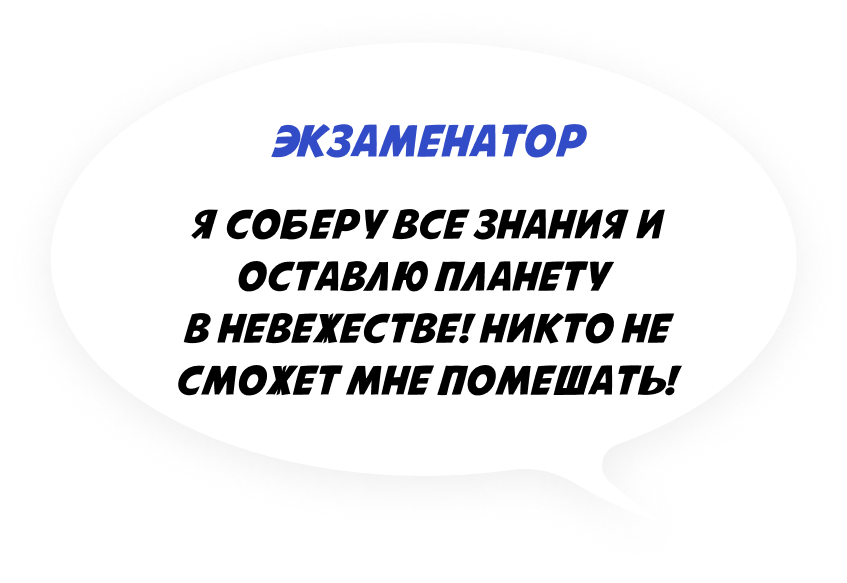 ЭКЗАМЕНАТОР
Я СОБЕРУ ВСЕ ЗНАНИЯ И
ОСТАВЛЮ ПЛАНЕТУ
В НЕВЕЖЕСТВЕ! НИКТО НЕ
СМОЖЕТ МНЕ ПОМЕШАТЬ!